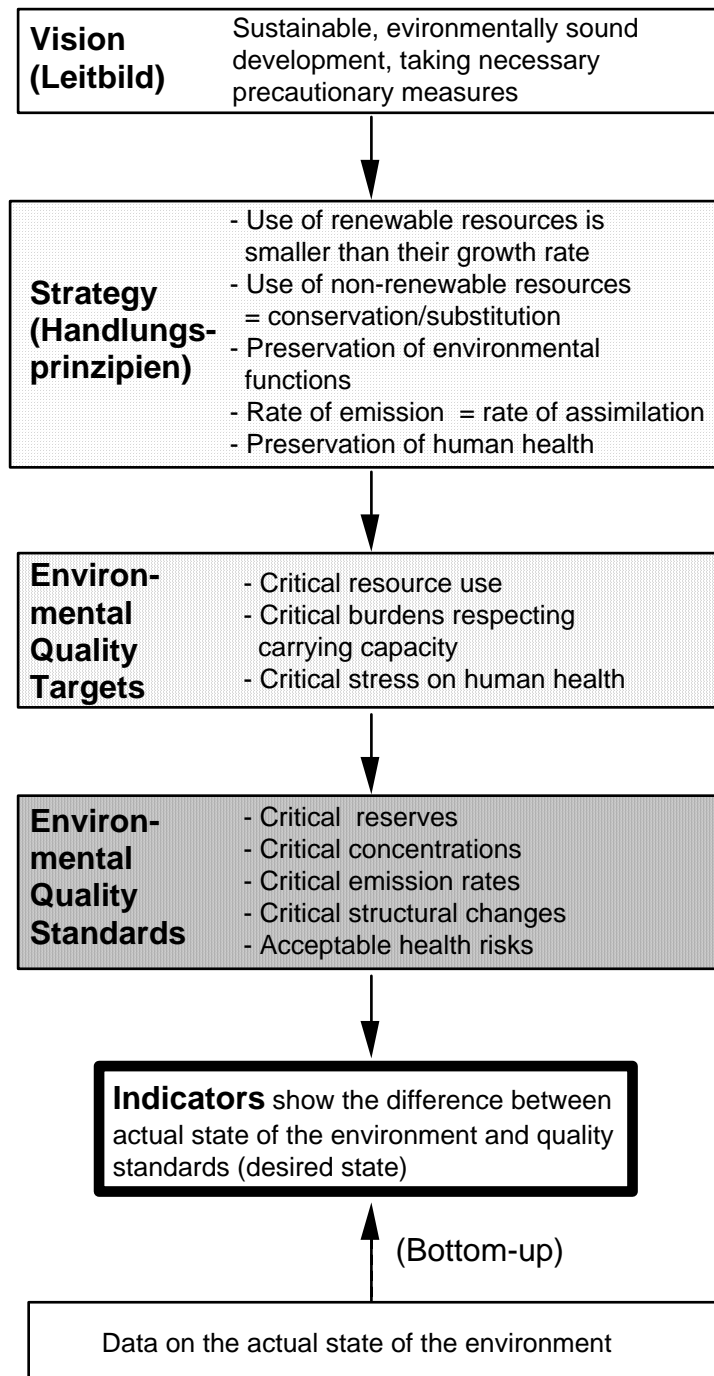 Vision
(Leitbild)
Sustainable, evironmentally sound
development, taking necessary
precautionary measures
Strategy
(Handlungs-
prinzipien)
- Use of renewable resources is
smaller than their growth rate
- Use of non-renewable resources
= conservation/substitution
- Preservation of environmental
functions
- Rate of emission = rate of assimilation
- Preservation of human health
Environ-
mental
Quality
Targets
- Critical resource use
- Critical burdens respecting
carrying capacity
- Critical stress on human health
Environ-
mental
Quality
Standards
- Critical reserves
- Critical concentrations
- Critical emission rates
- Critical structural changes
- Acceptable health risks
Indicators show the difference between
actual state of the environment and quality
standards (desired state)
(Bottom-up)
Data on the actual state of the environment